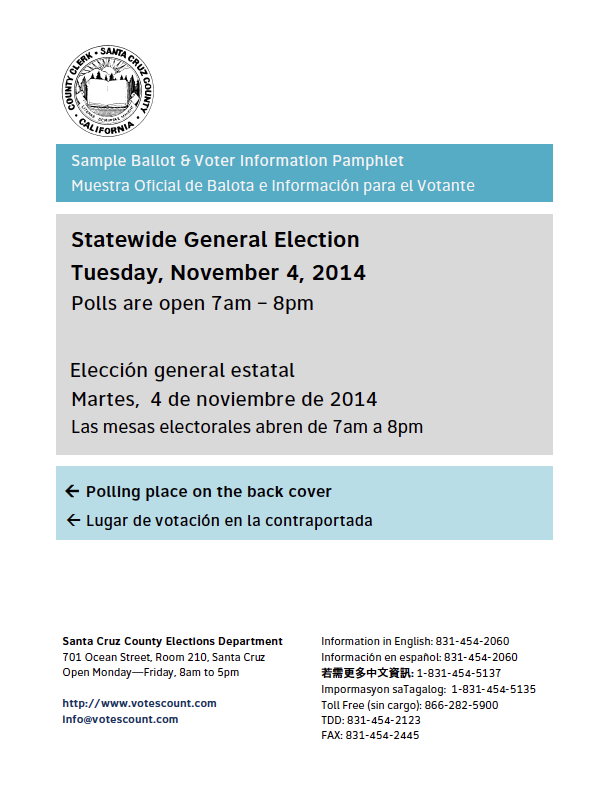 COUNTY CLERK • SANTA CRUZ COUNTY
• CALIFORNIA •
Sample Ballot & Voter Information Pamphlet
Muestra Oficial de Balota e Información para el Votante
Statewide General Election
Tuesday, November 4, 2014
Polls are open 7am – 8pm
Elección general estatal
Martes,  4 de noviembre de 2014
Las mesas electorales abren de 7am a 8pm
← Polling place on the back cover
← Lugar de votación en la contraportada
Santa Cruz County Elections Department
701 Ocean Street, Room 210, Santa Cruz
Open Monday—Friday, 8am to 5pm
http://www.votescount.com
info@votescount.com
Information in English: 831-454-2060
Información en español: 831-454-2060
若需更多中文資訊: 1-831-454-5137
Impormasyon saTagalog:  1-831-454-5135
Toll Free (sin cargo): 866-282-5900
TDD: 831-454-2123
FAX: 831-454-2445